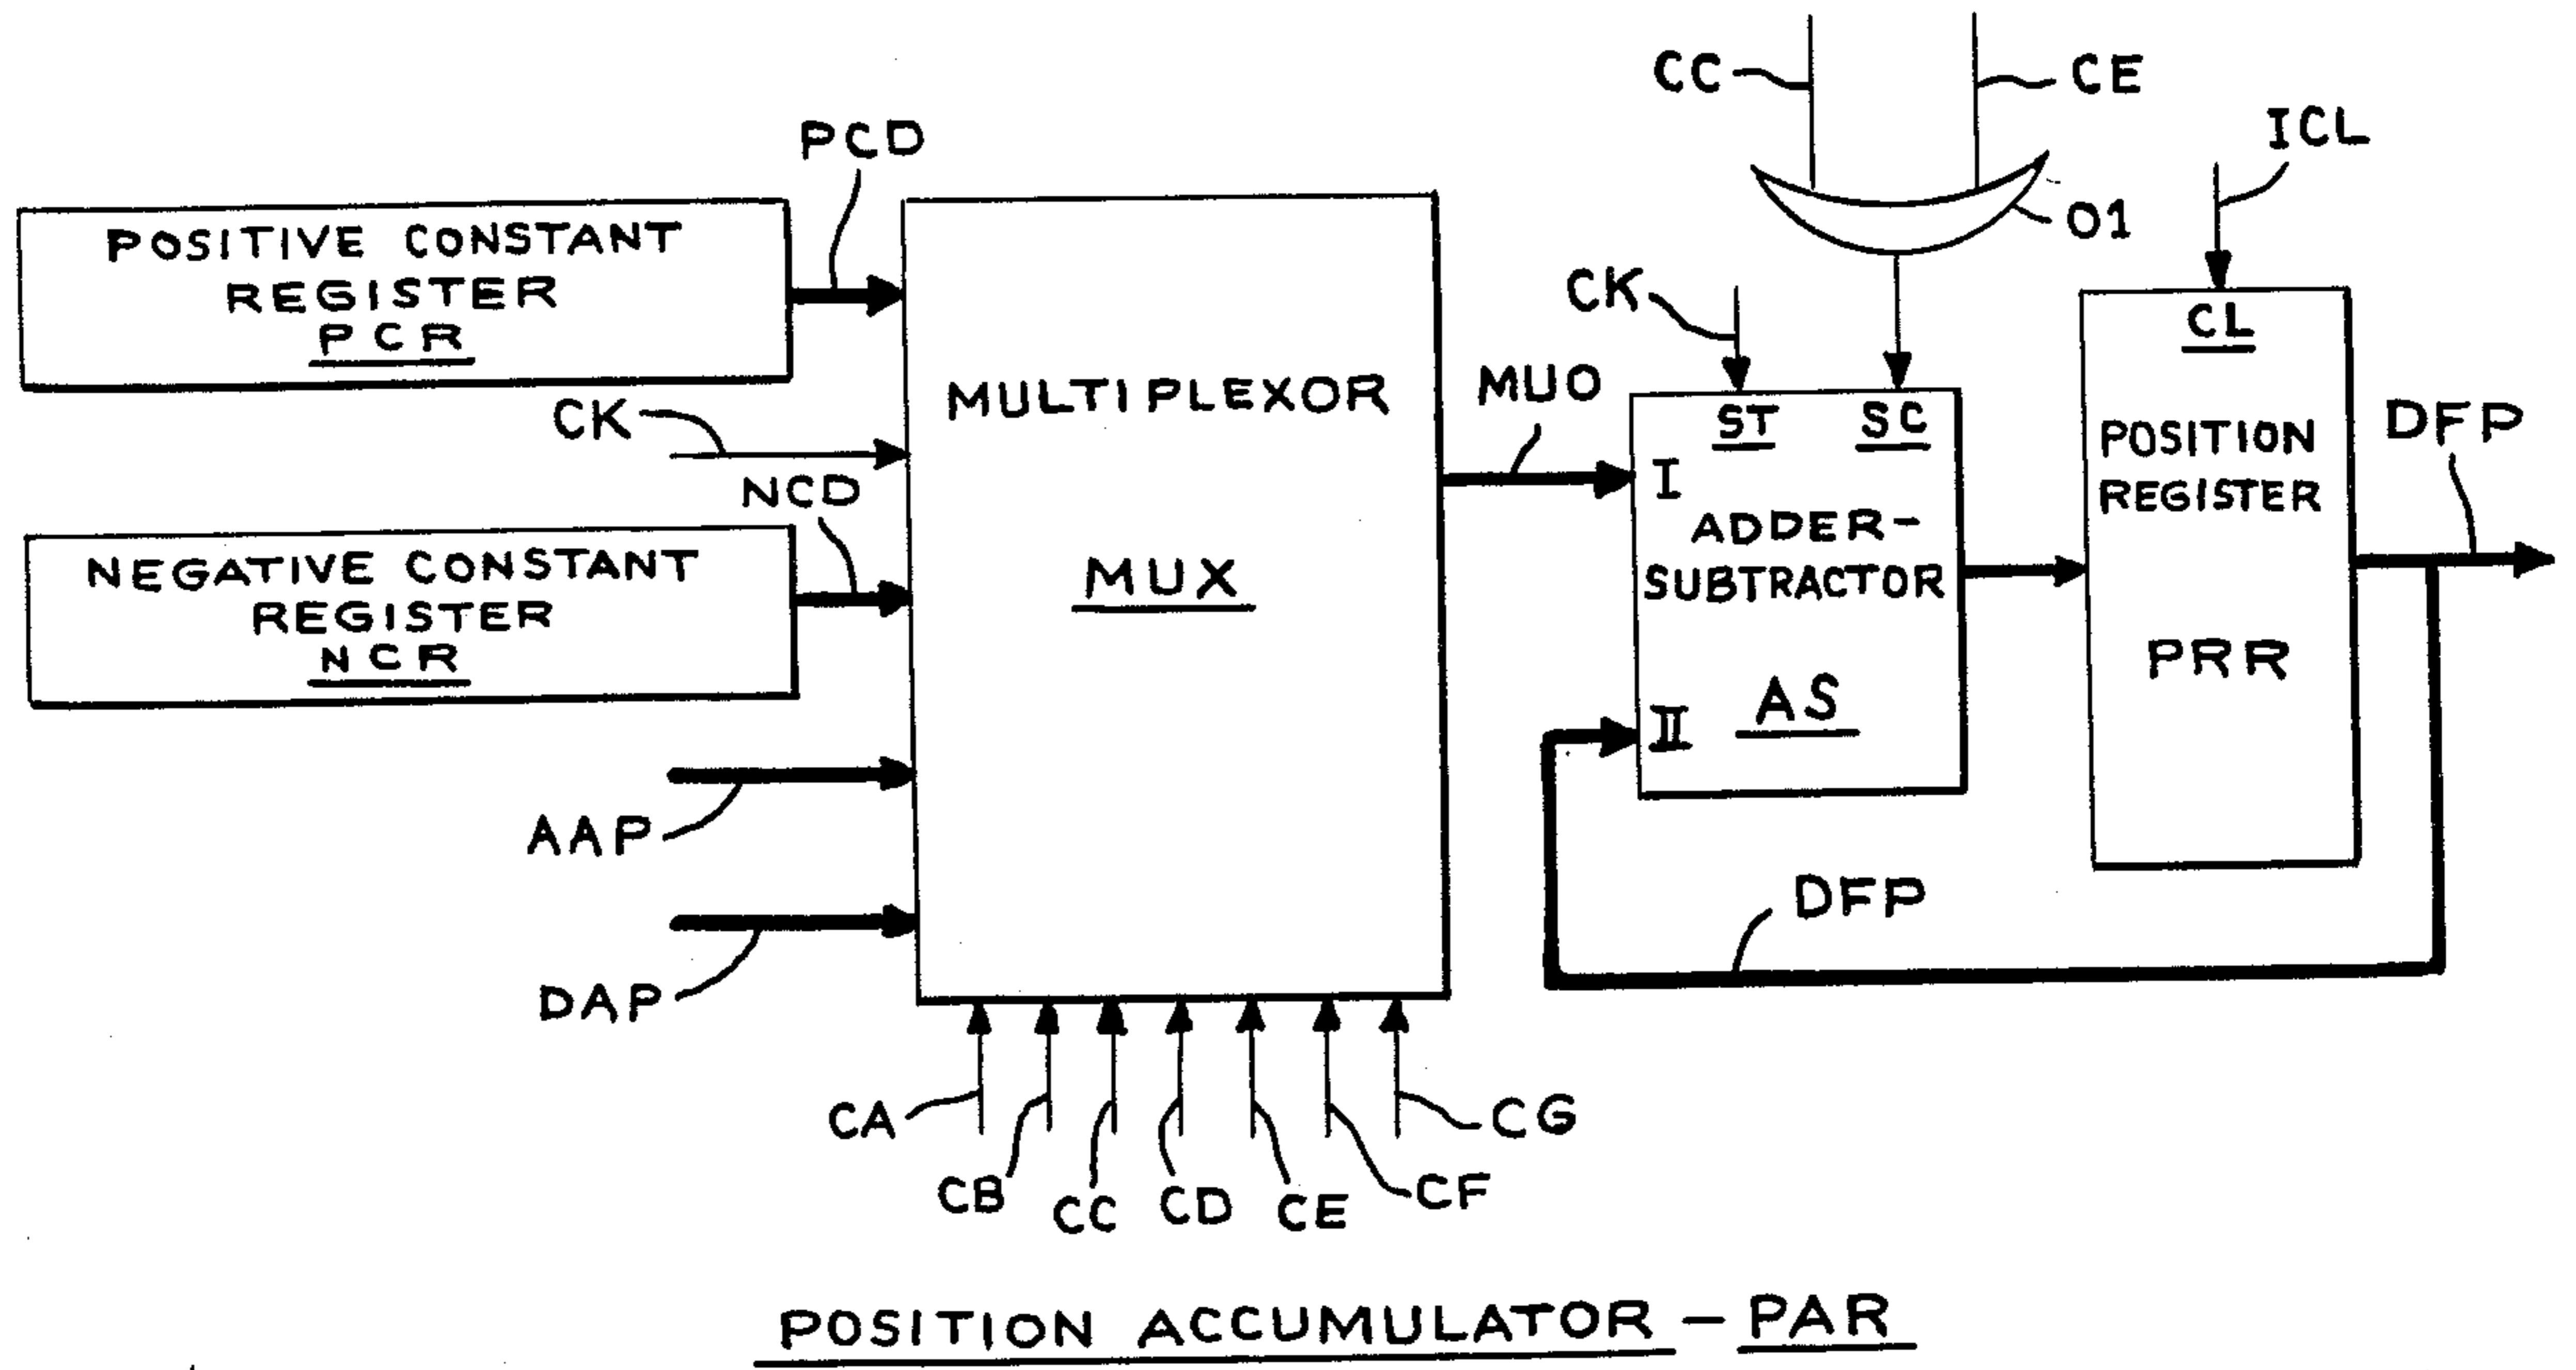 CC
CE
ICL
PCD
O1
POSITIVE CONSTANT
REGISTER
PCR
CK
CL
CK
MULTIPLEXOR
MUO
ST
SC
POSITION
REGISTER
DFP
NCD
I
ADDER-
SUBTRACTOR
NEGATIVE CONSTANT
REGISTER
NCR
MUX
PRR
AS
II
AAP
DFP
DAP
CA
CG
CB
CC
CD
CE
CF
POSITION ACCUMULATOR - PAR